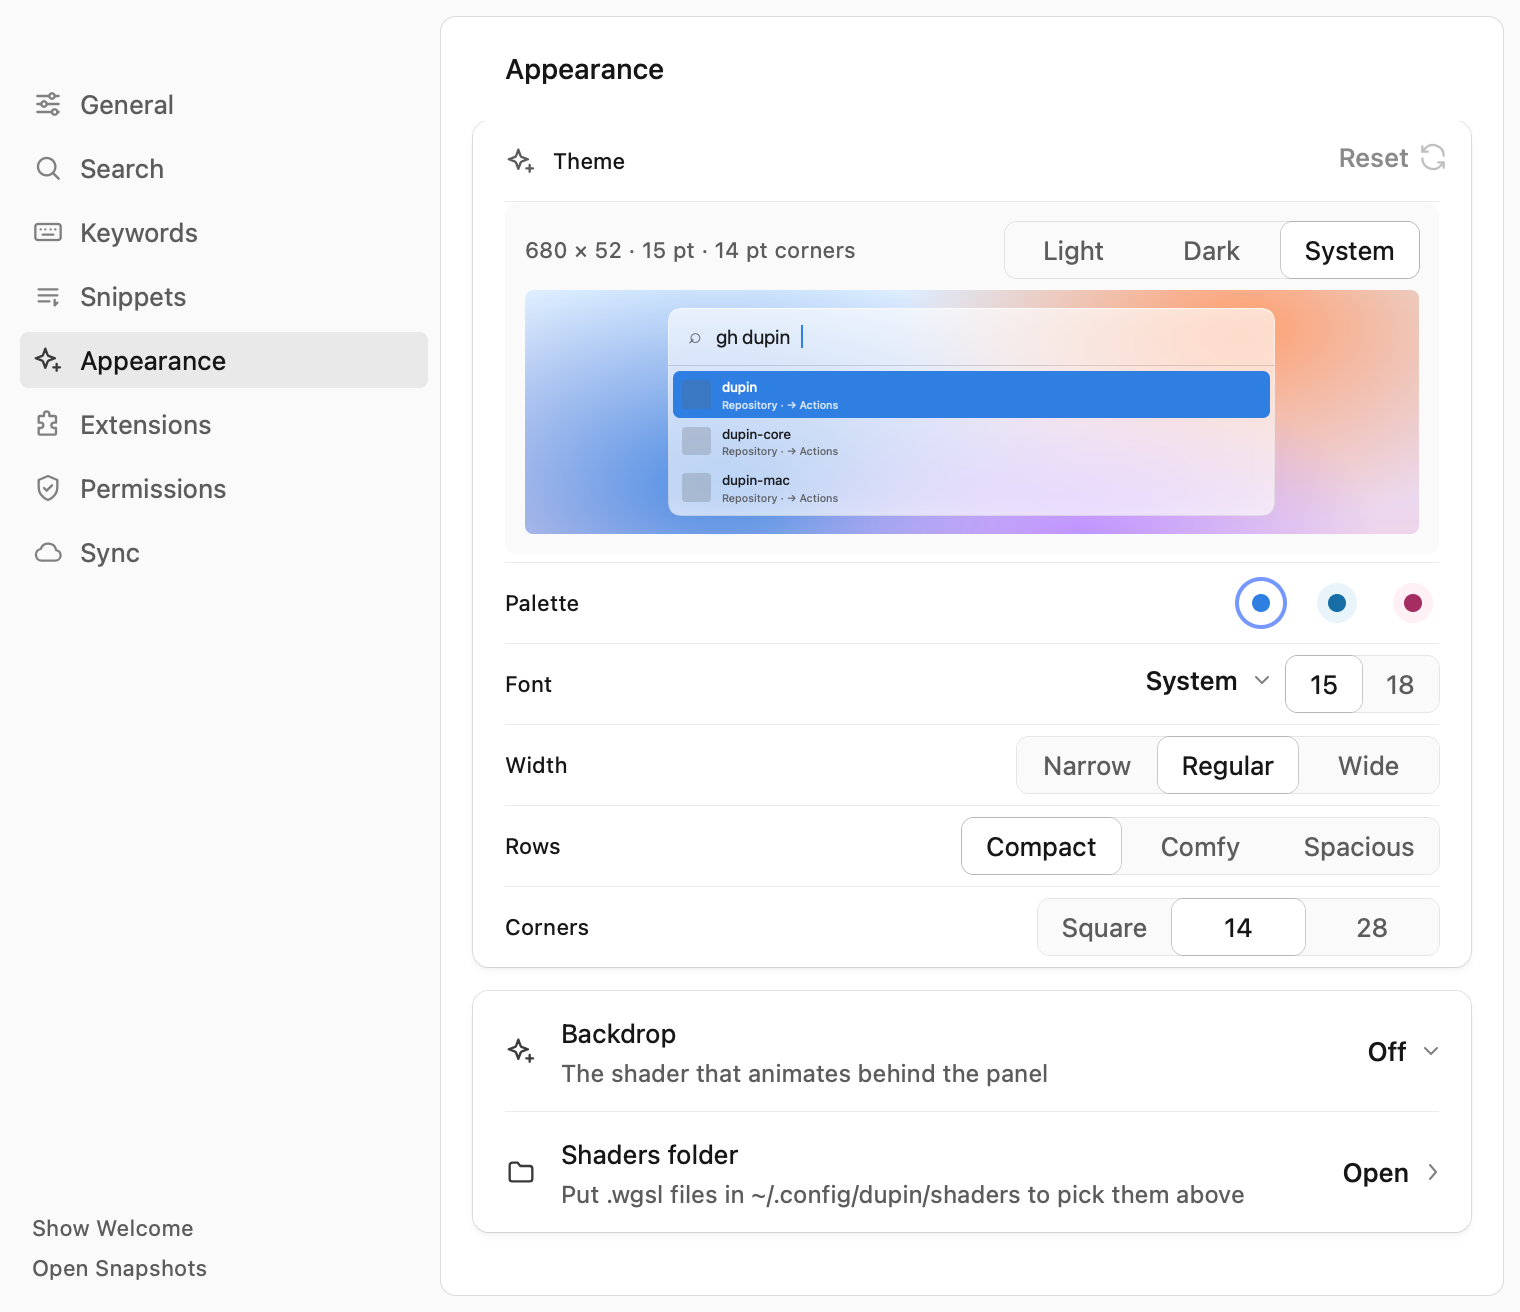 General
Search
Keywords
Snippets
Appearance
Extensions
Permissions
Sync
Show Welcome
Open Snapshots
Appearance
Theme
Reset
680 × 52 · 15 pt · 14 pt corners
Light Dark System
gh dupin
dupin
Repository · → Actions
dupin-core
Repository · → Actions
dupin-mac
Repository · → Actions
Palette
Font System 15 18
Width Narrow Regular Wide
Rows Compact Comfy Spacious
Corners Square 14 28
Backdrop
The shader that animates behind the panel
Off
Shaders folder
Put .wgsl files in ~/.config/dupin/shaders to pick them above
Open